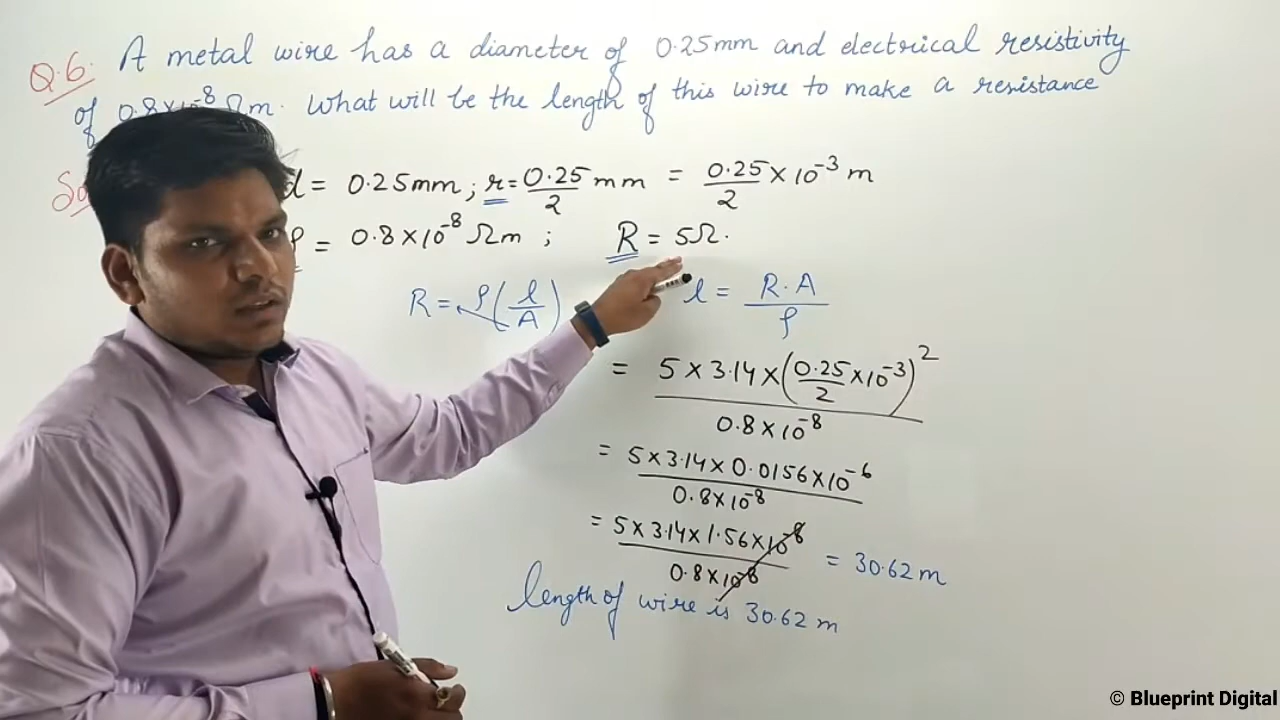 Q.6. A metal wire has a diameter of 0.25mm and electrical resistivity
of 0.8×10⁻⁸ Ωm. What will be the length of this wire to make a resistance
d = 0.25mm; r = 0.25/2 mm = 0.25/2 × 10⁻³ m
ρ = 0.8×10⁻⁸ Ωm ; R = 5Ω.
R = ρ(l/A) l = R·A/ρ
= 5×3.14×(0.25/2 ×10⁻³)² / 0.8×10⁻⁸
= 5×3.14×0.0156×10⁻⁶ / 0.8×10⁻⁸
= 5×3.14×1.56×10⁻⁸ / 0.8×10⁻⁸ = 30.62 m
length of wire is 30.62 m
© Blueprint Digital